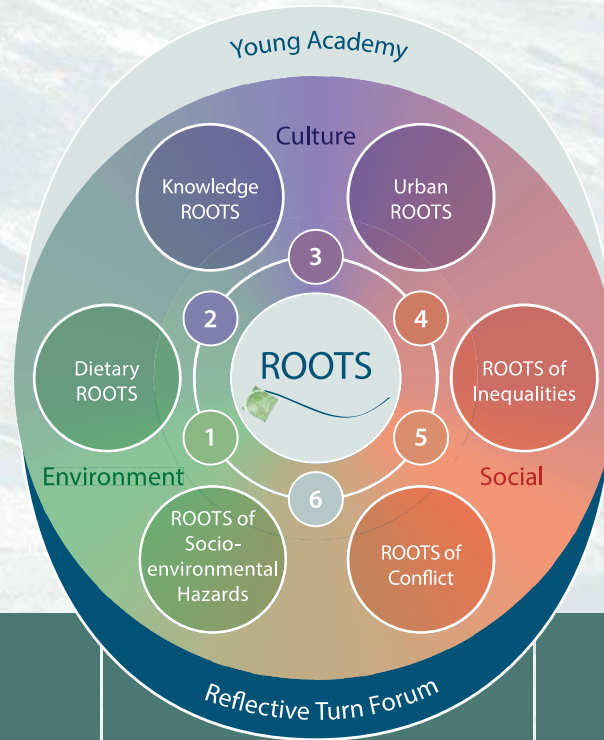 Young Academy
Culture
Knowledge
ROOTS
Urban
ROOTS
3
2
4
Dietary
ROOTS
ROOTS
ROOTS of
Inequalities
1
5
Environment
Social
6
ROOTS of
Socio-
environmental
Hazards
ROOTS of
Conflict
Reflective Turn Forum